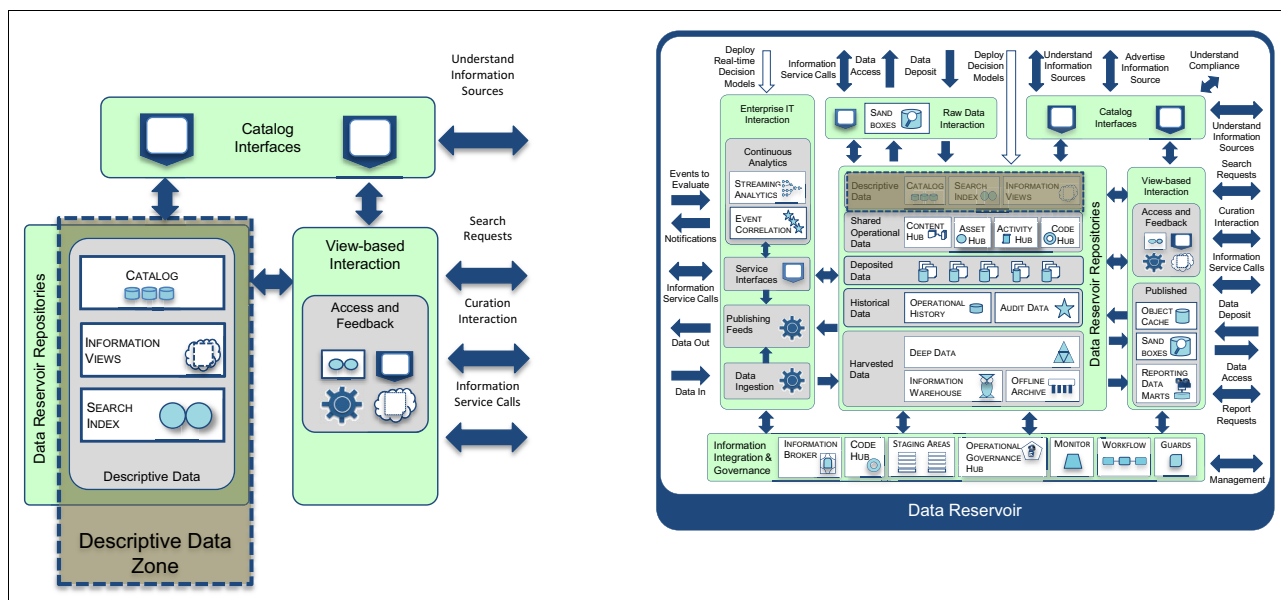 Understand
Information
Sources
Catalog
Interfaces
Search
Requests
Curation
Interaction
Information
Service Calls
View-based
Interaction
Access and
Feedback
Data Reservoir Repositories
CATALOG
INFORMATION
VIEWS
SEARCH
INDEX
Descriptive Data
Descriptive Data
Zone
Deploy
Real-time
Decision
Models
Information
Service Calls
Data
Access
Data
Deposit
Deploy
Decision
Models
Understand
Information
Sources
Advertise
Information
Source
Understand
Compliance
Enterprise IT
Interaction
SAND
BOXES
Raw Data
Interaction
Catalog
Interfaces
Understand
Information
Sources
Continuous
Analytics
STREAMING
ANALYTICS
EVENT
CORRELATION
Events to
Evaluate
Notifications
Information
Service Calls
Data Out
Data In
Service
Interfaces
Publishing
Feeds
Data
Ingestion
Descriptive
Data
CATALOG
SEARCH
INDEX
INFORMATION
VIEWS
Shared
Operational
Data
CONTENT
HUB
ASSET
HUB
ACTIVITY
HUB
CODE
HUB
Deposited Data
Historical
Data
OPERATIONAL
HISTORY
AUDIT DATA
Harvested
Data
DEEP DATA
INFORMATION
WAREHOUSE
OFFLINE
ARCHIVE
Data Reservoir Repositories
View-based
Interaction
Access and
Feedback
Published
OBJECT
CACHE
SAND
BOXES
REPORTING
DATA
MARTS
Search
Requests
Curation
Interaction
Information
Service Calls
Data
Deposit
Data
Access
Report
Requests
Information
Integration &
Governance
INFORMATION
BROKER
CODE
HUB
STAGING AREAS
OPERATIONAL
GOVERNANCE
HUB
MONITOR
WORKFLOW
GUARDS
Management
Data Reservoir